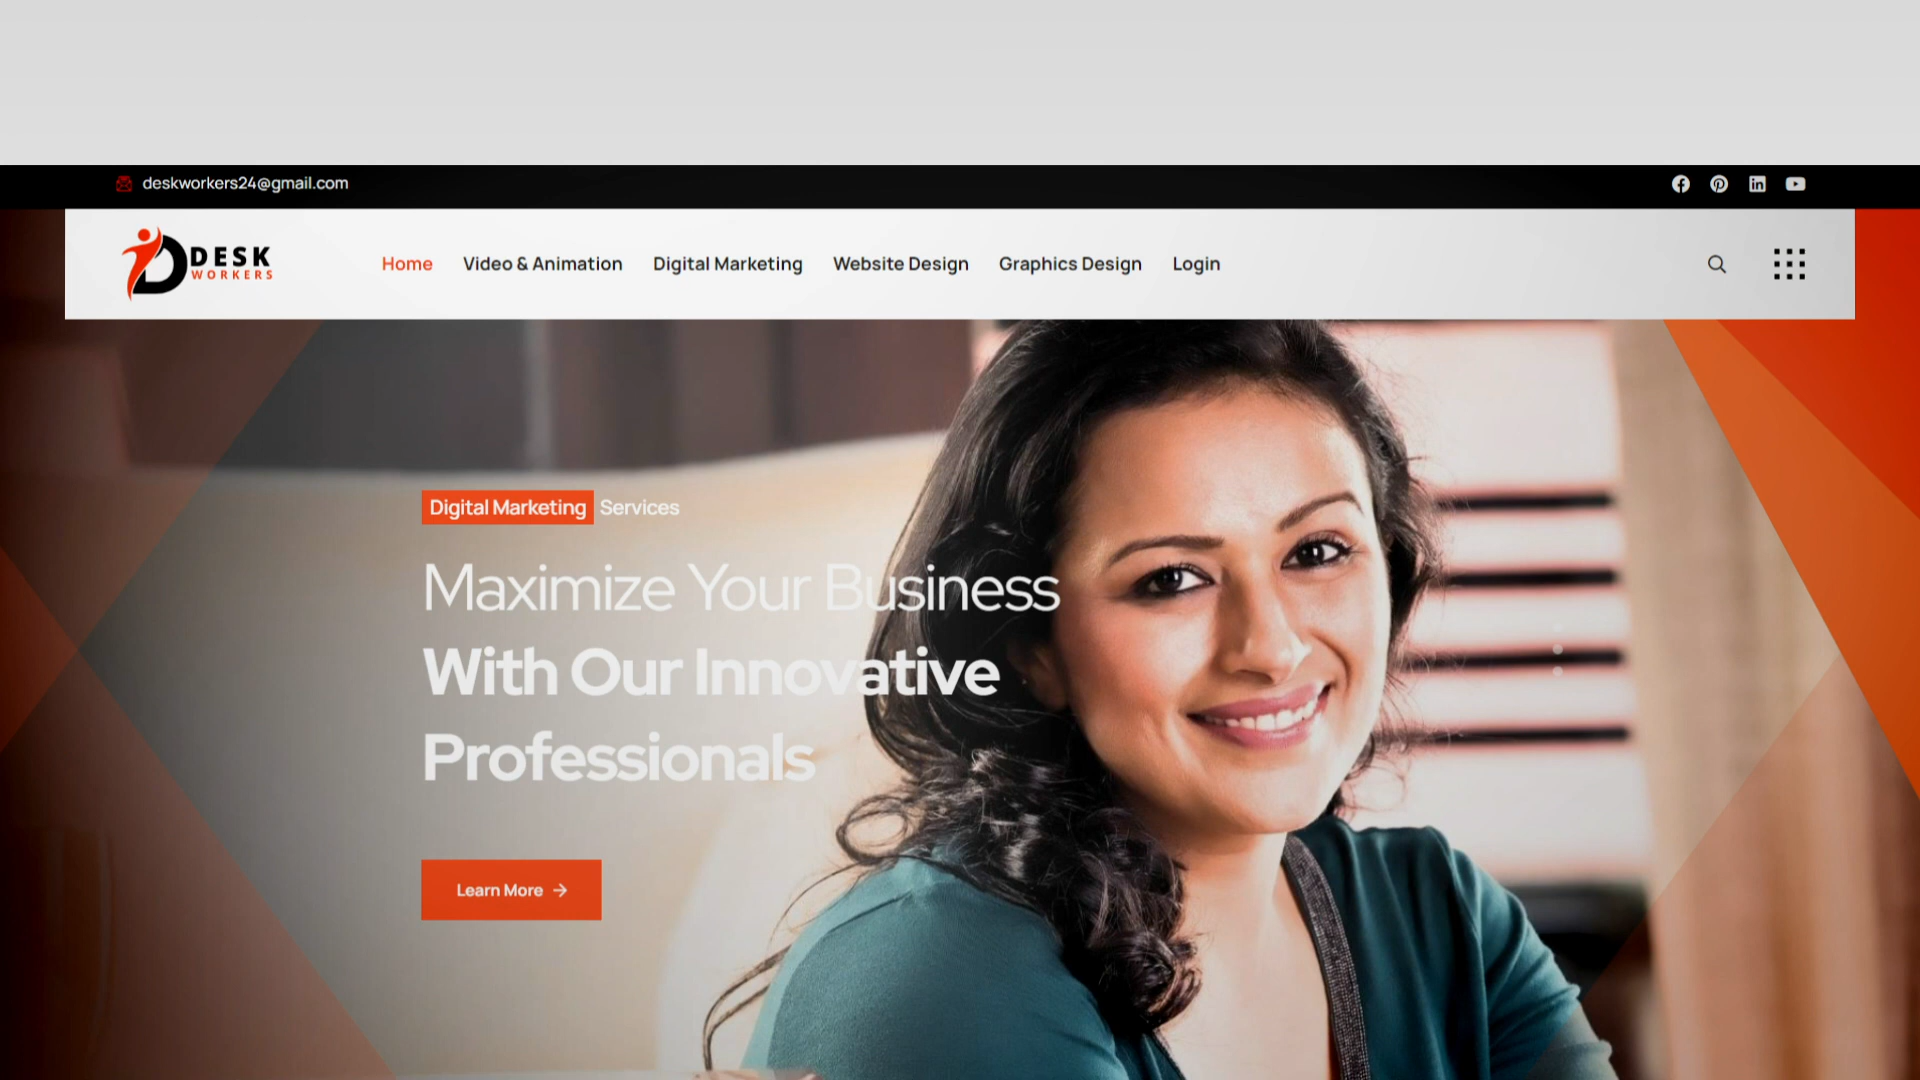 deskworkers24@gmail.com
DESK
WORKERS
Home Video & Animation Digital Marketing Website Design Graphics Design Login
Digital Marketing Services
Maximize Your Business
With Our Innovative
Professionals
Learn More →